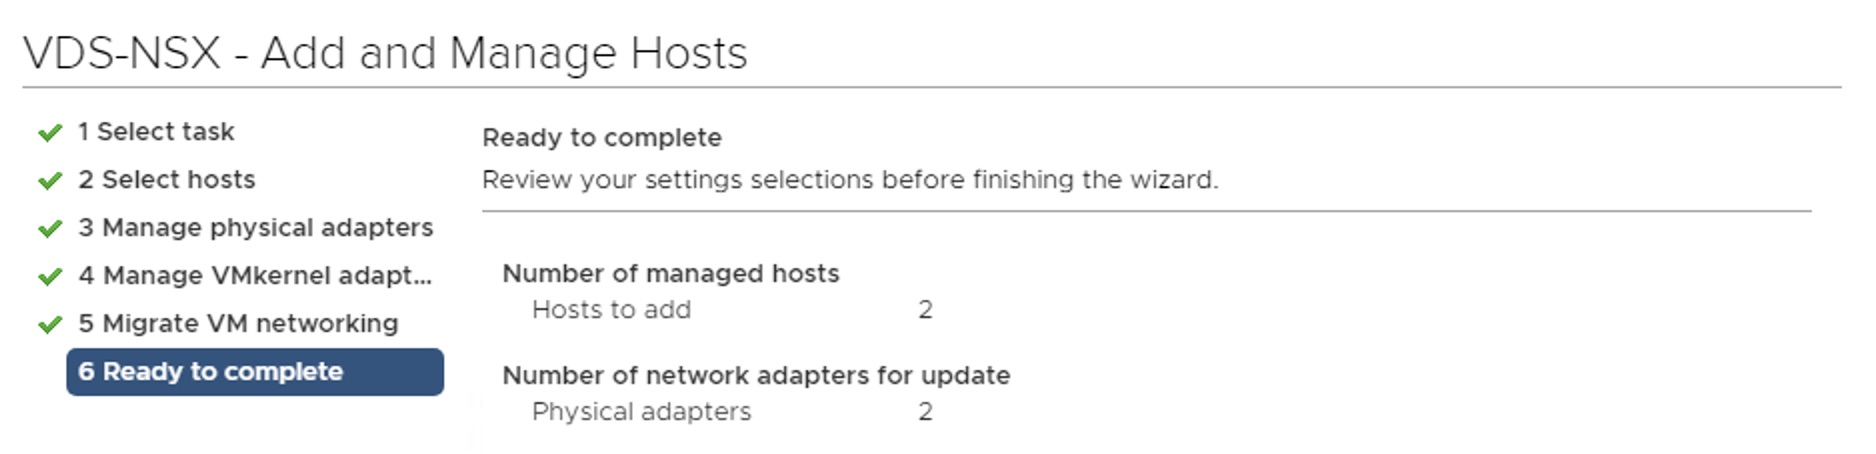 VDS-NSX - Add and Manage Hosts
1 Select task
2 Select hosts
3 Manage physical adapters
4 Manage VMkernel adapt...
5 Migrate VM networking
6 Ready to complete
Ready to complete
Review your settings selections before finishing the wizard.
Number of managed hosts
Hosts to add 2
Number of network adapters for update
Physical adapters 2